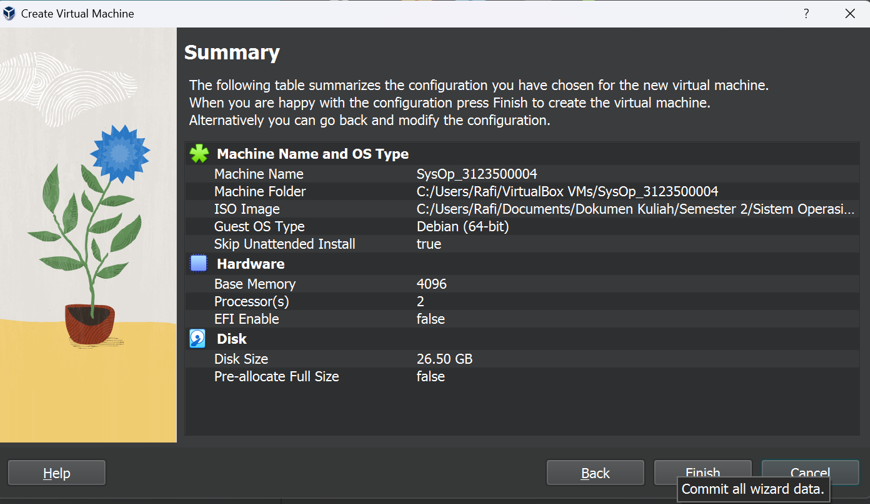 Create Virtual Machine
?
Summary
The following table summarizes the configuration you have chosen for the new virtual machine.
When you are happy with the configuration press Finish to create the virtual machine.
Alternatively you can go back and modify the configuration.
Machine Name and OS Type
Machine Name SysOp_3123500004
Machine Folder C:/Users/Rafi/VirtualBox VMs/SysOp_3123500004
ISO Image C:/Users/Rafi/Documents/Dokumen Kuliah/Semester 2/Sistem Operasi...
Guest OS Type Debian (64-bit)
Skip Unattended Install true
Hardware
Base Memory 4096
Processor(s) 2
EFI Enable false
Disk
Disk Size 26.50 GB
Pre-allocate Full Size false
Help Back Finish Cancel
Commit all wizard data.